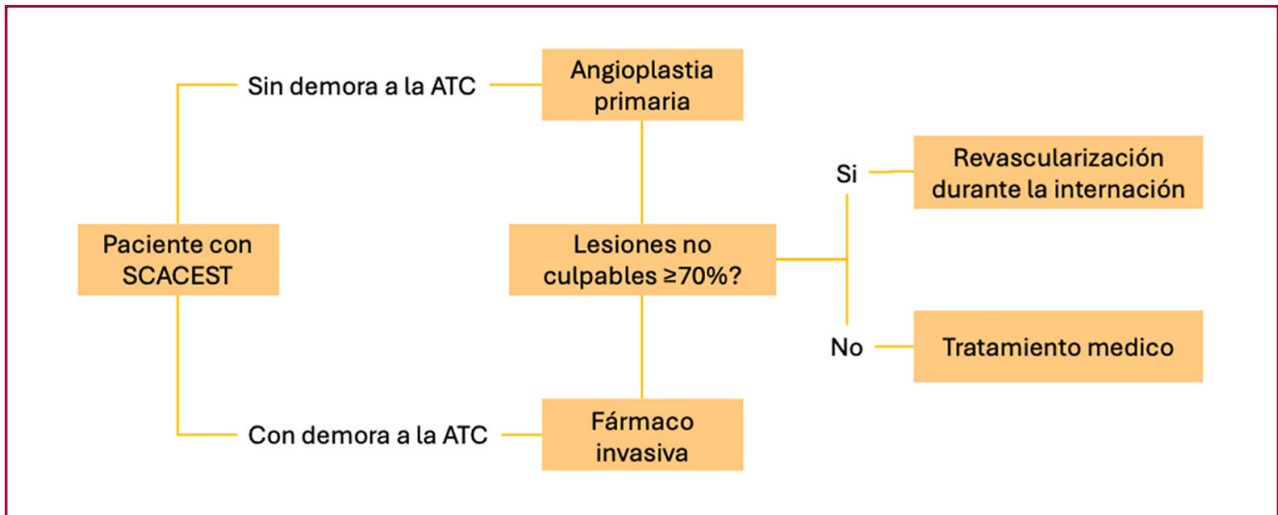 Sin demora a la ATC
Angioplastia
primaria
Paciente con
SCACEST
Lesiones no
culpables ≥70%?
Si
Revascularización
durante la internación
No
Tratamiento medico
Con demora a la ATC
Fármaco
invasiva